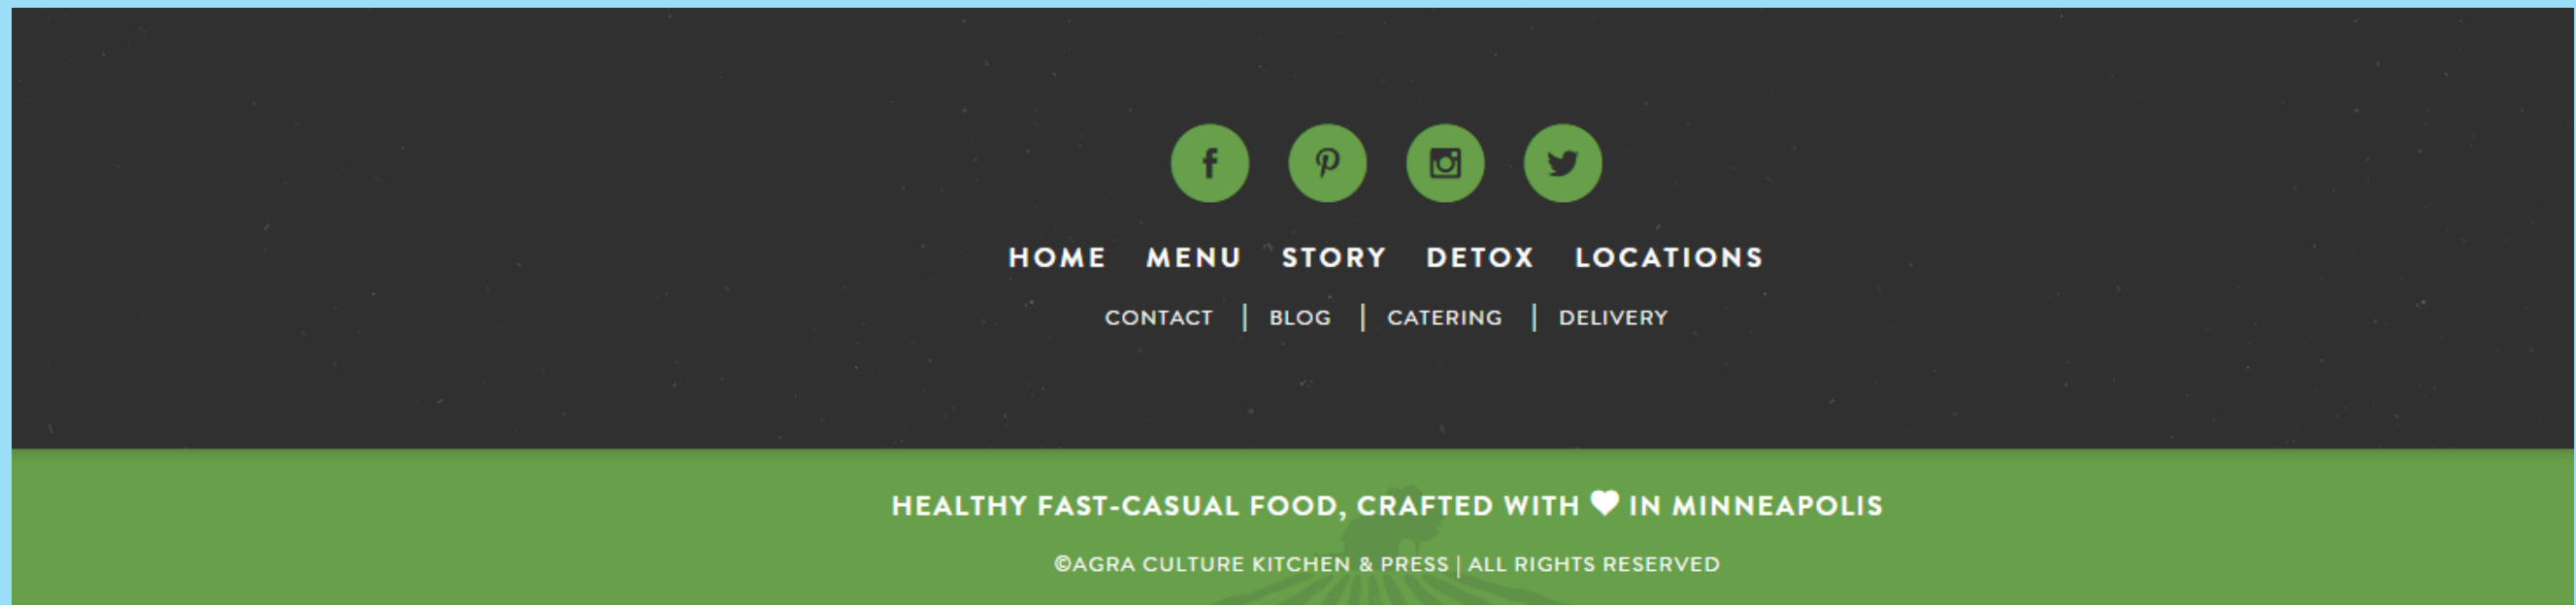 HOME MENU STORY DETOX LOCATIONS
CONTACT | BLOG | CATERING | DELIVERY
HEALTHY FAST-CASUAL FOOD, CRAFTED WITH ♥ IN MINNEAPOLIS
©AGRA CULTURE KITCHEN & PRESS | ALL RIGHTS RESERVED